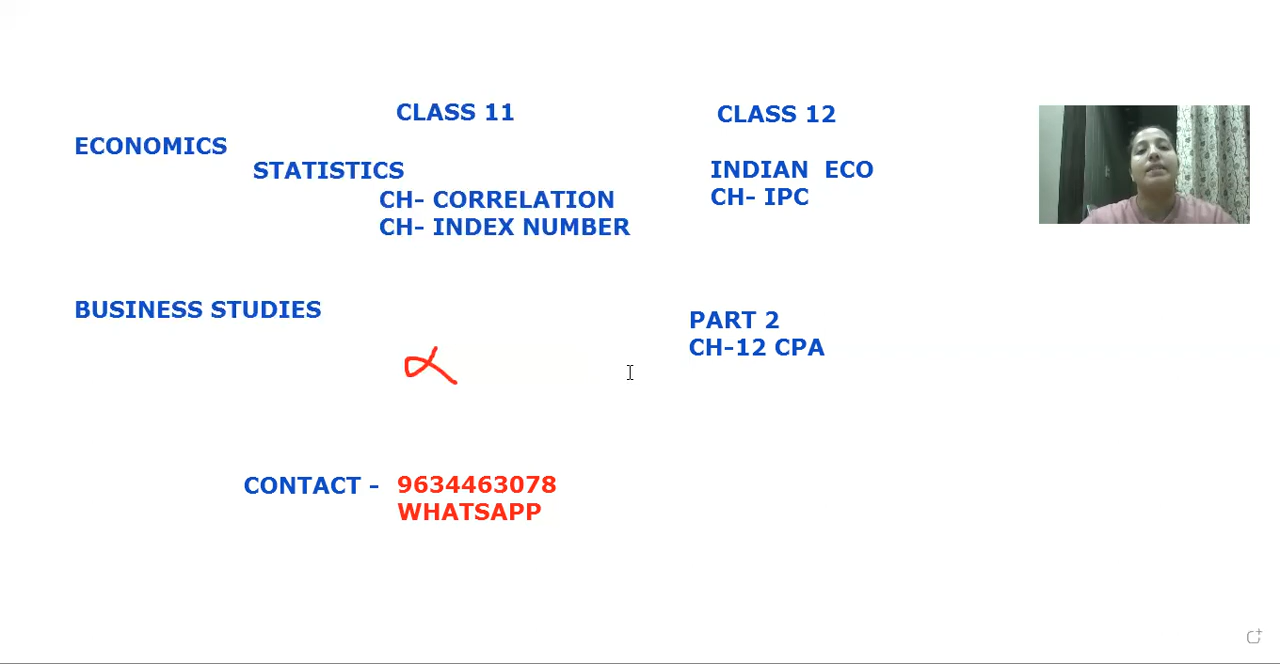 CLASS 11
CLASS 12
ECONOMICS
STATISTICS
INDIAN ECO
CH- CORRELATION
CH- IPC
CH- INDEX NUMBER
BUSINESS STUDIES
PART 2
CH-12 CPA
CONTACT - 9634463078
WHATSAPP